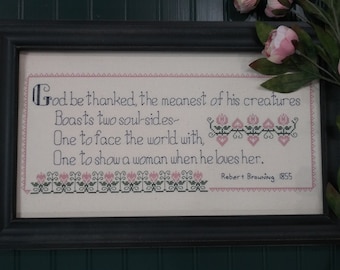 God be thanked, the meanest of his creatures
Boasts two soul-sides-
One to face the world with,
One to show a woman when he loves her.
Robert Browning 1855